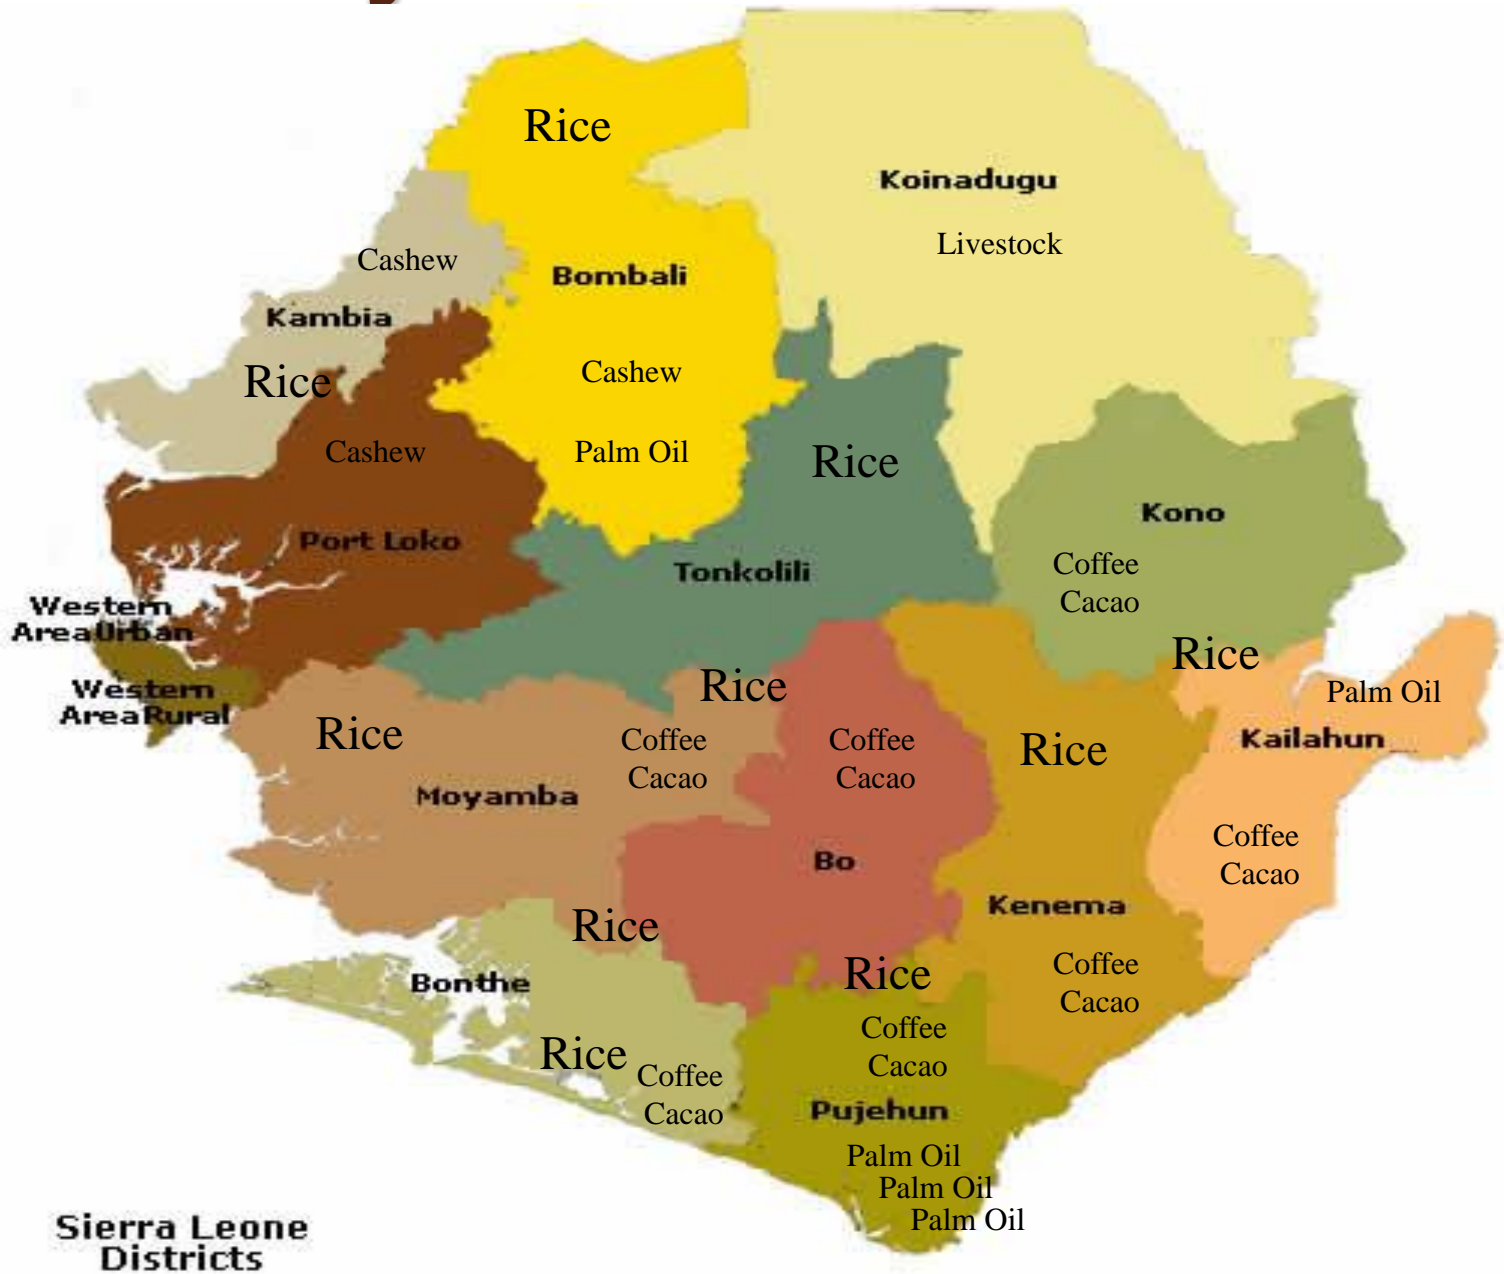 Rice
Koinadugu
Livestock
Cashew
Bombali
Kambia
Rice
Cashew
Cashew
Palm Oil
Rice
Port Loko
Tonkolili
Kono
Coffee
Cacao
Western
Area Urban
Western
Area Rural
Rice
Palm Oil
Kailahun
Rice
Rice
Coffee
Cacao
Coffee
Cacao
Rice
Moyamba
Bo
Coffee
Cacao
Kenema
Rice
Rice
Coffee
Cacao
Bonthe
Rice
Coffee
Cacao
Coffee
Cacao
Pujehun
Palm Oil
Palm Oil
Palm Oil
Sierra Leone
Districts